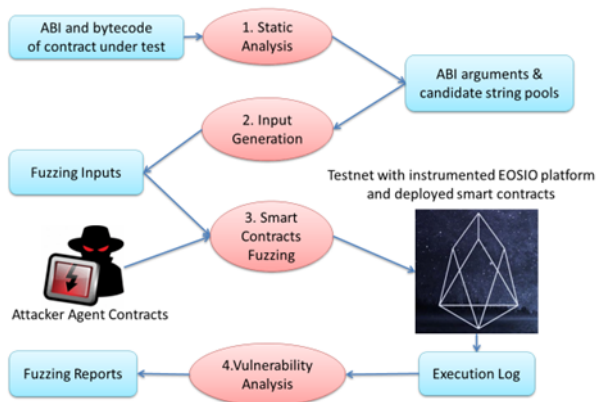 ABI and bytecode
of contract under test
1. Static
Analysis
ABI arguments &
candidate string pools
2. Input
Generation
Fuzzing Inputs
Testnet with instrumented EOSIO platform
and deployed smart contracts
3. Smart
Contracts
Fuzzing
Attacker Agent Contracts
Fuzzing Reports
4.Vulnerability
Analysis
Execution Log